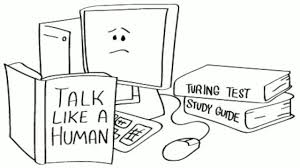 TALK
LIKE A
HUMAN
TURING TEST
STUDY GUIDE